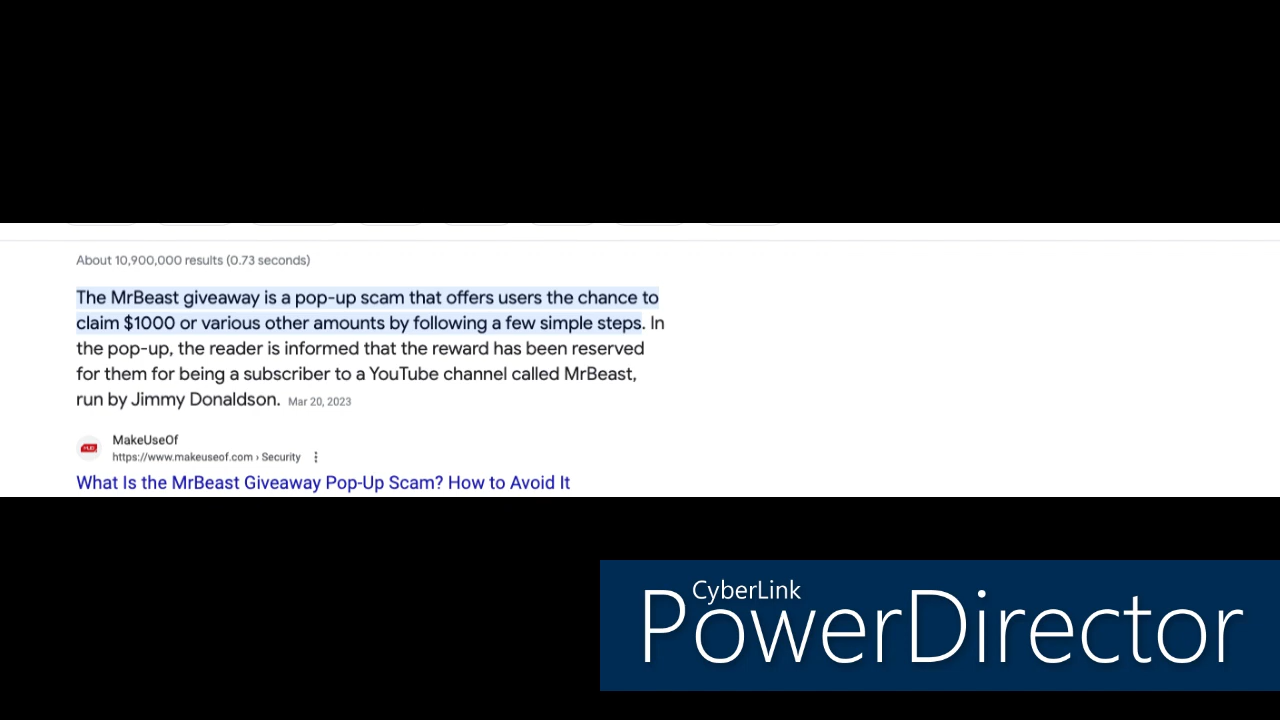 About 10,900,000 results (0.73 seconds)
The MrBeast giveaway is a pop-up scam that offers users the chance to
claim $1000 or various other amounts by following a few simple steps. In
the pop-up, the reader is informed that the reward has been reserved
for them for being a subscriber to a YouTube channel called MrBeast,
run by Jimmy Donaldson. Mar 20, 2023
MakeUseOf
https://www.makeuseof.com › Security
What Is the MrBeast Giveaway Pop-Up Scam? How to Avoid It
CyberLink
PowerDirector